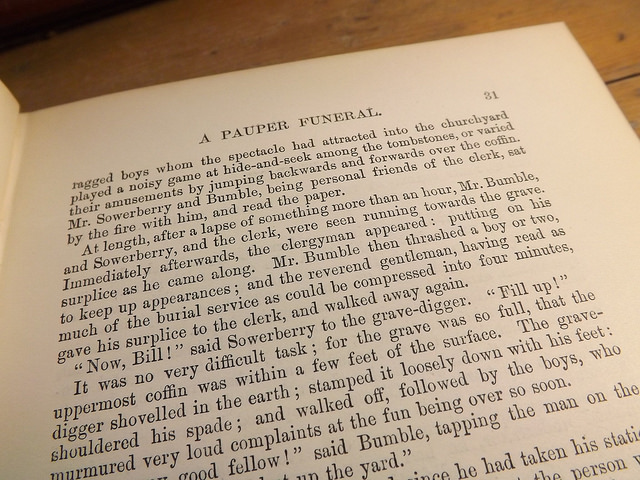 A PAUPER FUNERAL.
31
ragged boys whom the spectacle had attracted into the churchyard
played a noisy game at hide-and-seek among the tombstones, or varied
their amusements by jumping backwards and forwards over the coffin.
Mr. Sowerberry and Bumble, being personal friends of the clerk, sat
by the fire with him, and read the paper.
At length, after a lapse of something more than an hour, Mr. Bumble,
and Sowerberry, and the clerk, were seen running towards the grave.
Immediately afterwards, the clergyman appeared: putting on his
surplice as he came along. Mr. Bumble then thrashed a boy or two,
to keep up appearances; and the reverend gentleman, having read as
much of the burial service as could be compressed into four minutes,
gave his surplice to the clerk, and walked away again.
"Now, Bill!" said Sowerberry to the grave-digger. "Fill up!"
It was no very difficult task; for the grave was so full, that the
uppermost coffin was within a few feet of the surface. The grave-
digger shovelled in the earth; stamped it loosely down with his feet:
shouldered his spade; and walked off, followed by the boys, who
murmured very loud complaints at the fun being over so soon.
good fellow!" said Bumble, tapping the man on the
up the yard."
since he had taken his
the person